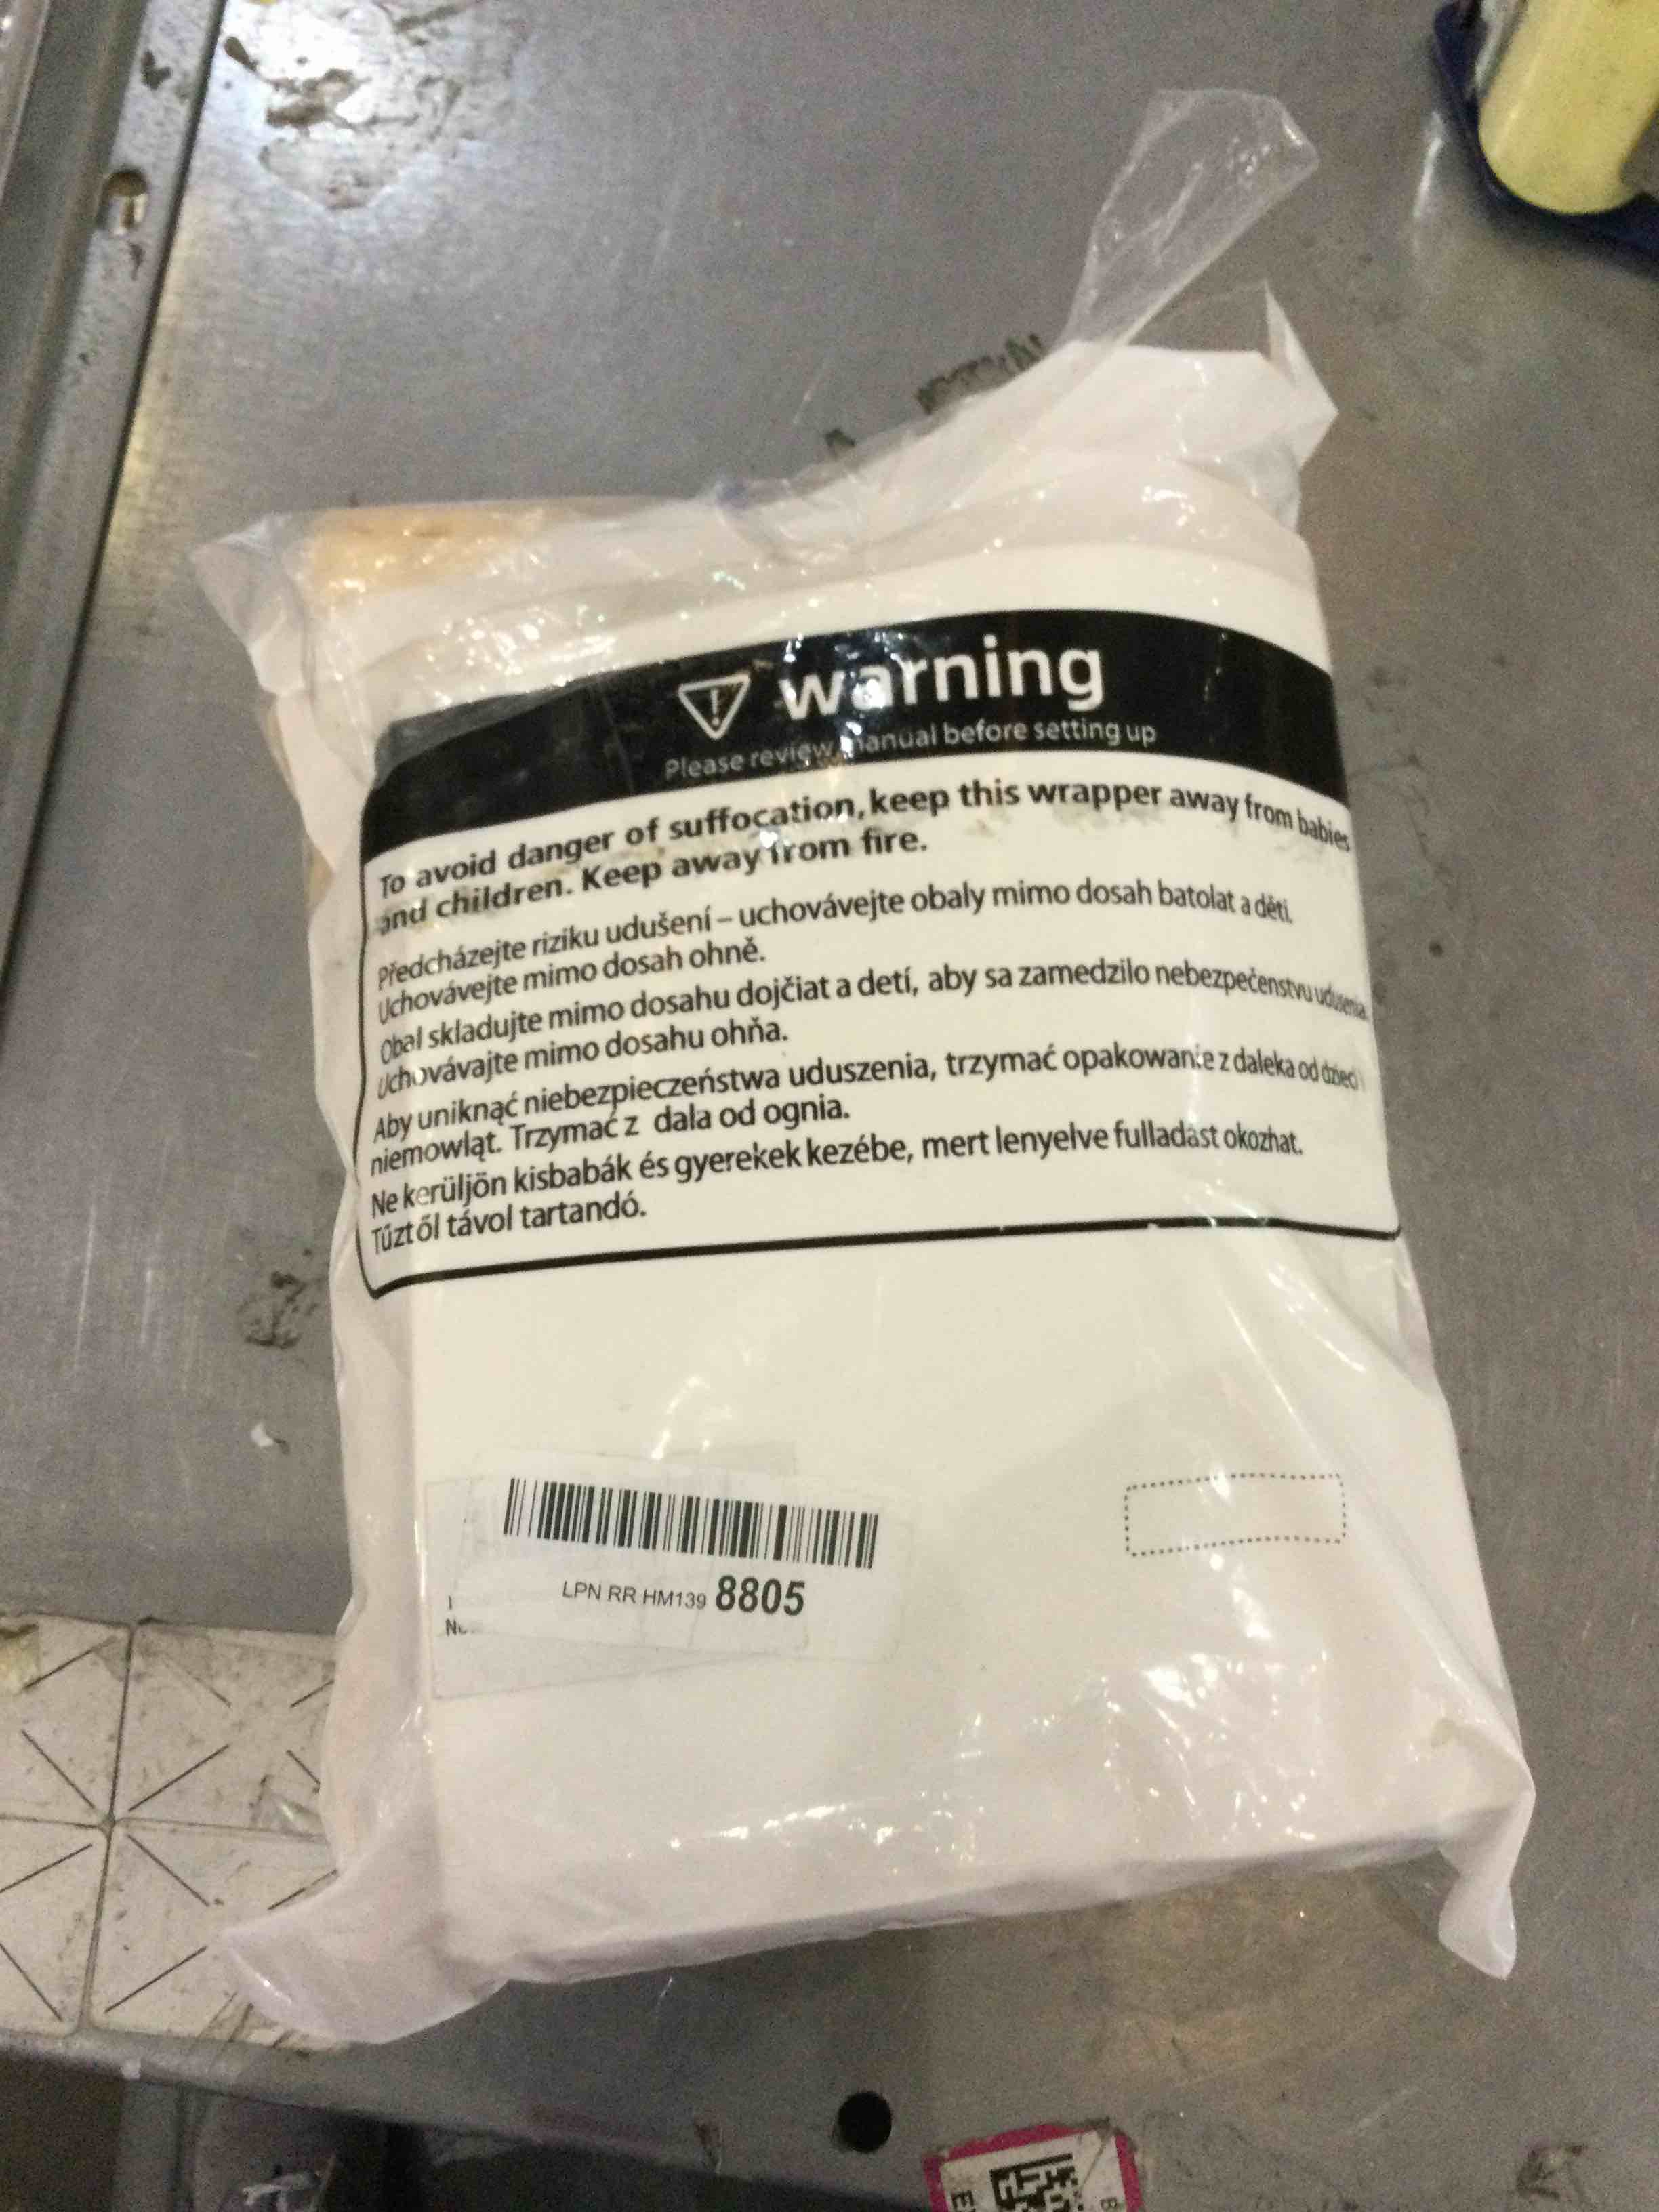 warning
Please review manual before setting up
To avoid danger of suffocation, keep this wrapper away from babies
and children. Keep away from fire.
Předcházejte riziku udušení – uchovávejte obaly mimo dosah batolat a dětí.
Uchovávejte mimo dosah ohně.
Obal skladujte mimo dosahu dojčiat a detí, aby sa zamedzilo nebezpečenstvu udusenia.
Uchovávajte mimo dosahu ohňa.
Aby uniknąć niebezpieczeństwa uduszenia, trzymać opakowanie z daleka od dzieci i
niemowląt. Trzymać z dala od ognia.
Ne kerüljön kisbabák és gyerekek kezébe, mert lenyelve fulladást okozhat.
Tűztől távol tartandó.
LPN RR HM139 8805